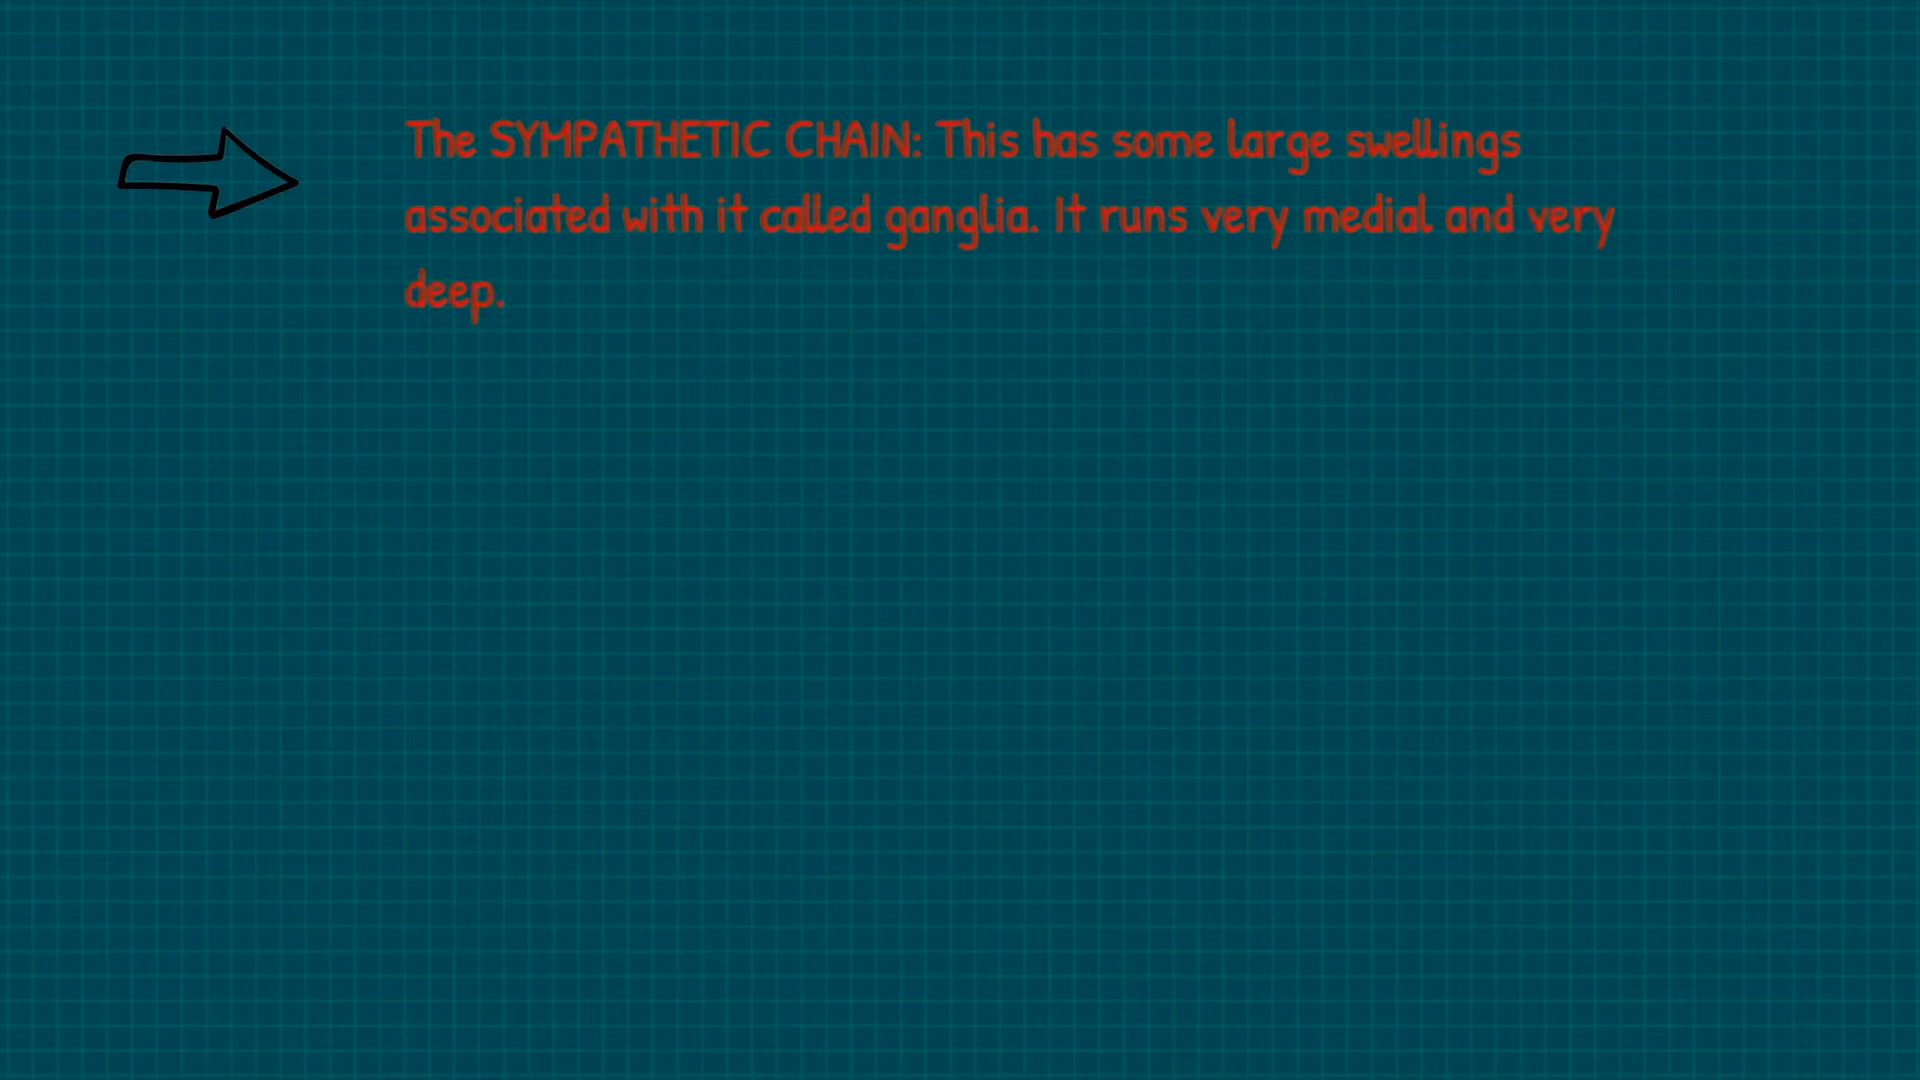 The SYMPATHETIC CHAIN: This has some large swellings
associated with it called ganglia. It runs very medial and very
deep.